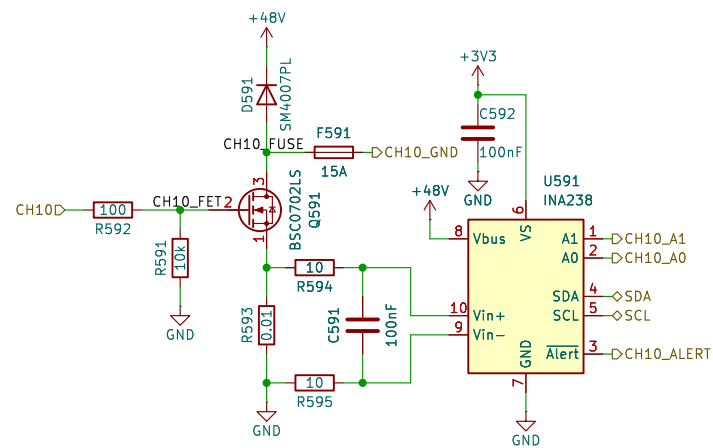 +48V
D591
SM4007PL
CH10_FUSE
F591
15A
CH10_GND
CH10
100
R592
CH10_FET
2
3
1
BSC0702LS
Q591
R591
10k
GND
10
R594
R593
0.01
C591
100nF
10
R595
GND
+3V3
C592
100nF
GND
+48V
U591
INA238
6
VS
8
Vbus
A1
1
CH10_A1
A0
2
CH10_A0
SDA
4
SDA
SCL
5
SCL
10
Vin+
9
Vin-
Alert
3
CH10_ALERT
GND
7
GND